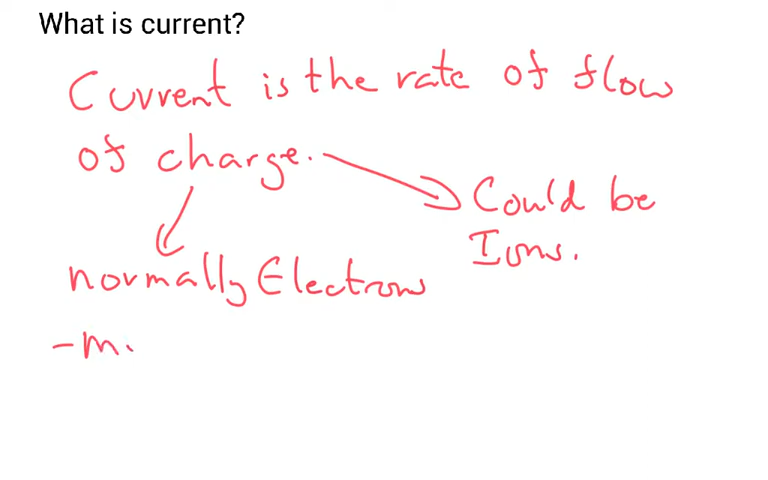 What is current?
Current is the rate of flow
of charge.
Could be
Ions.
normally Electrons
- m.